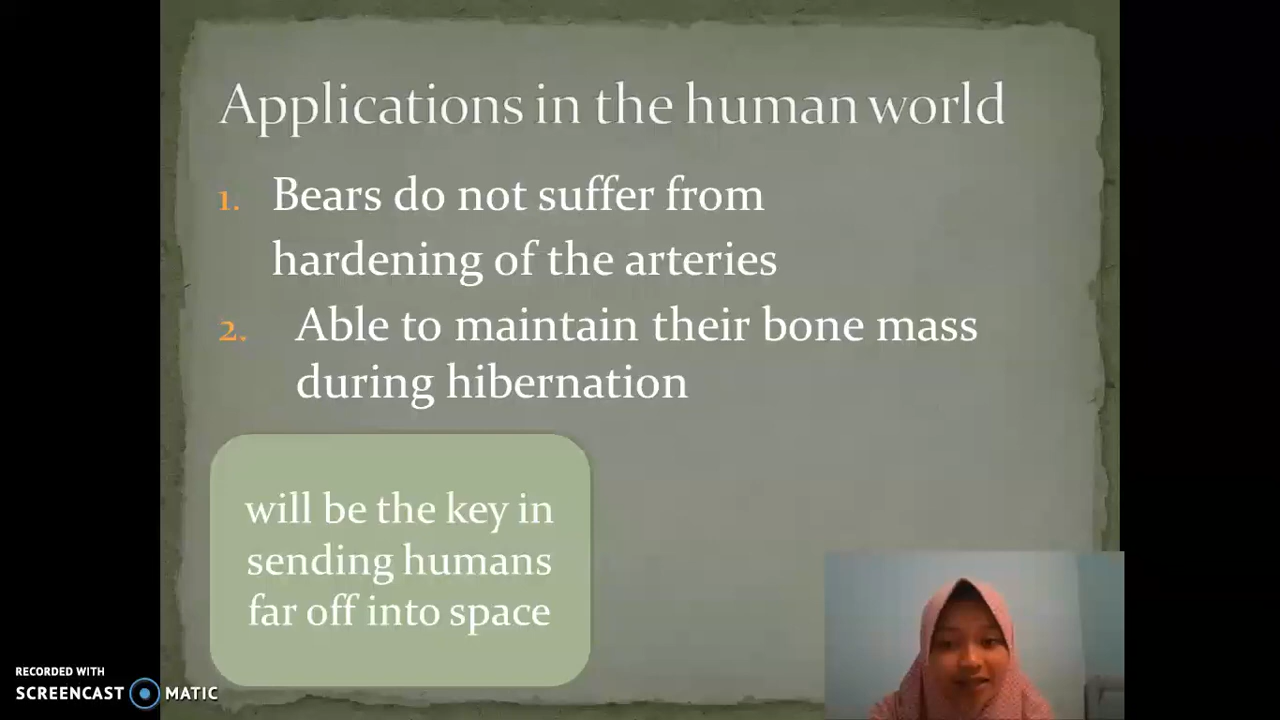 Applications in the human world
1. Bears do not suffer from
hardening of the arteries
2. Able to maintain their bone mass
during hibernation
will be the key in
sending humans
far off into space
RECORDED WITH
SCREENCAST MATIC